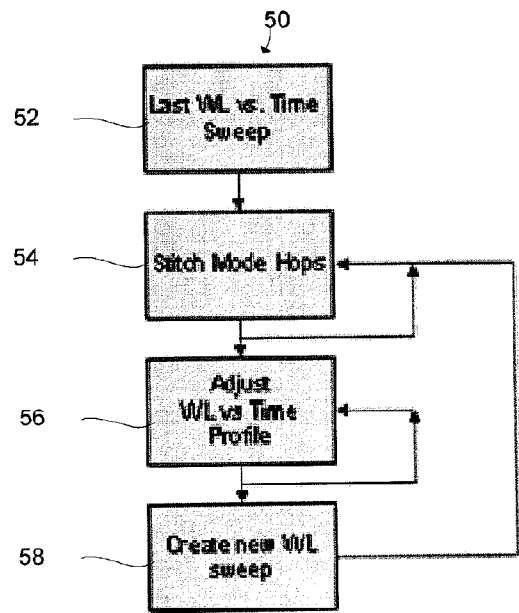 50
52
Last WL vs. Time
Sweep
54
Stitch Mode Hops
56
Adjust
WL vs Time
Profile
58
Create new WL
sweep